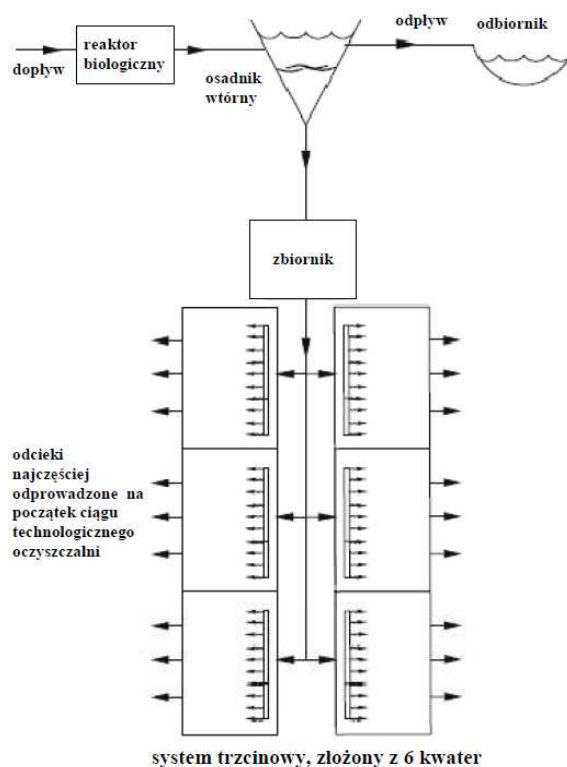 dopływ
reaktor
biologiczny
osadnik
wtórny
odpływ
odbiornik
zbiornik
odcieki
najczęściej
odprowadzone na
początek ciągu
technologicznego
oczyszczalni
system trzcinowy, złożony z 6 kwater